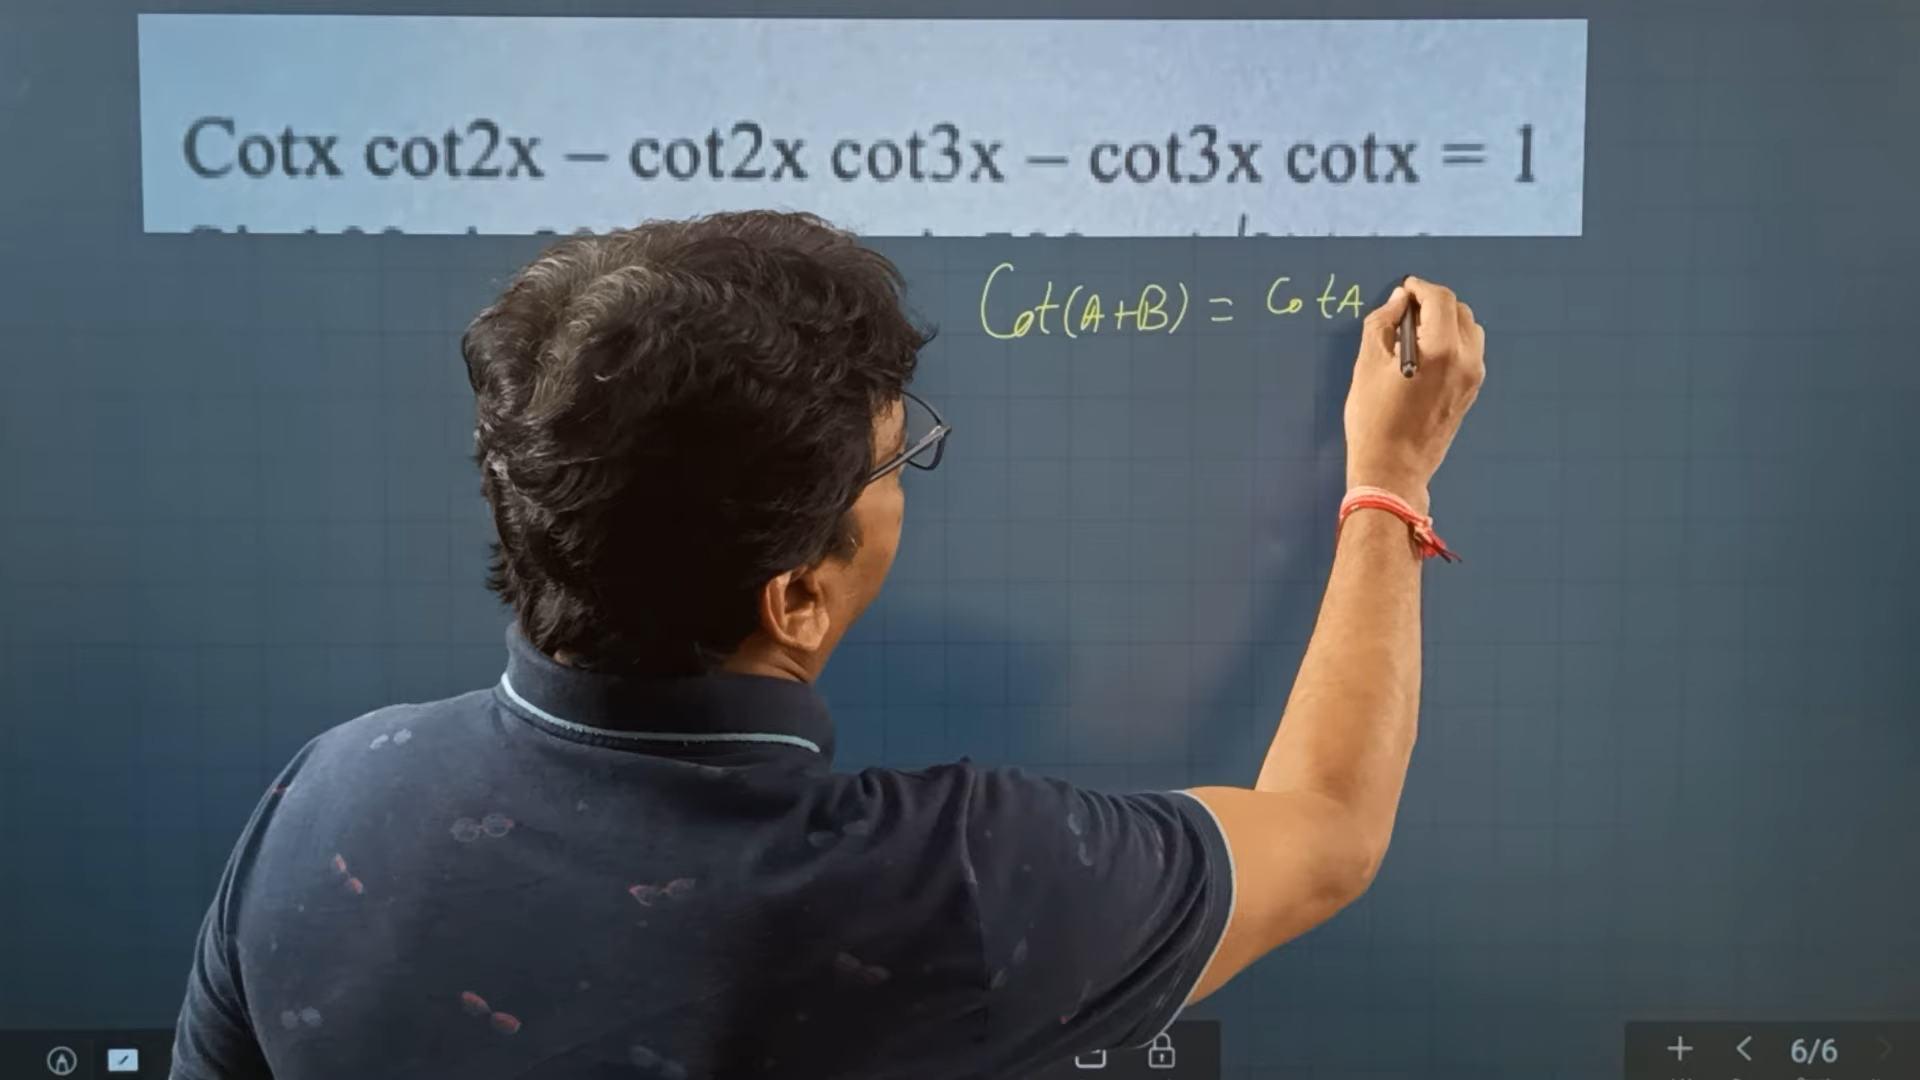 Cotx cot2x – cot2x cot3x – cot3x cotx = 1
Cot(A+B) = CotA
6/6